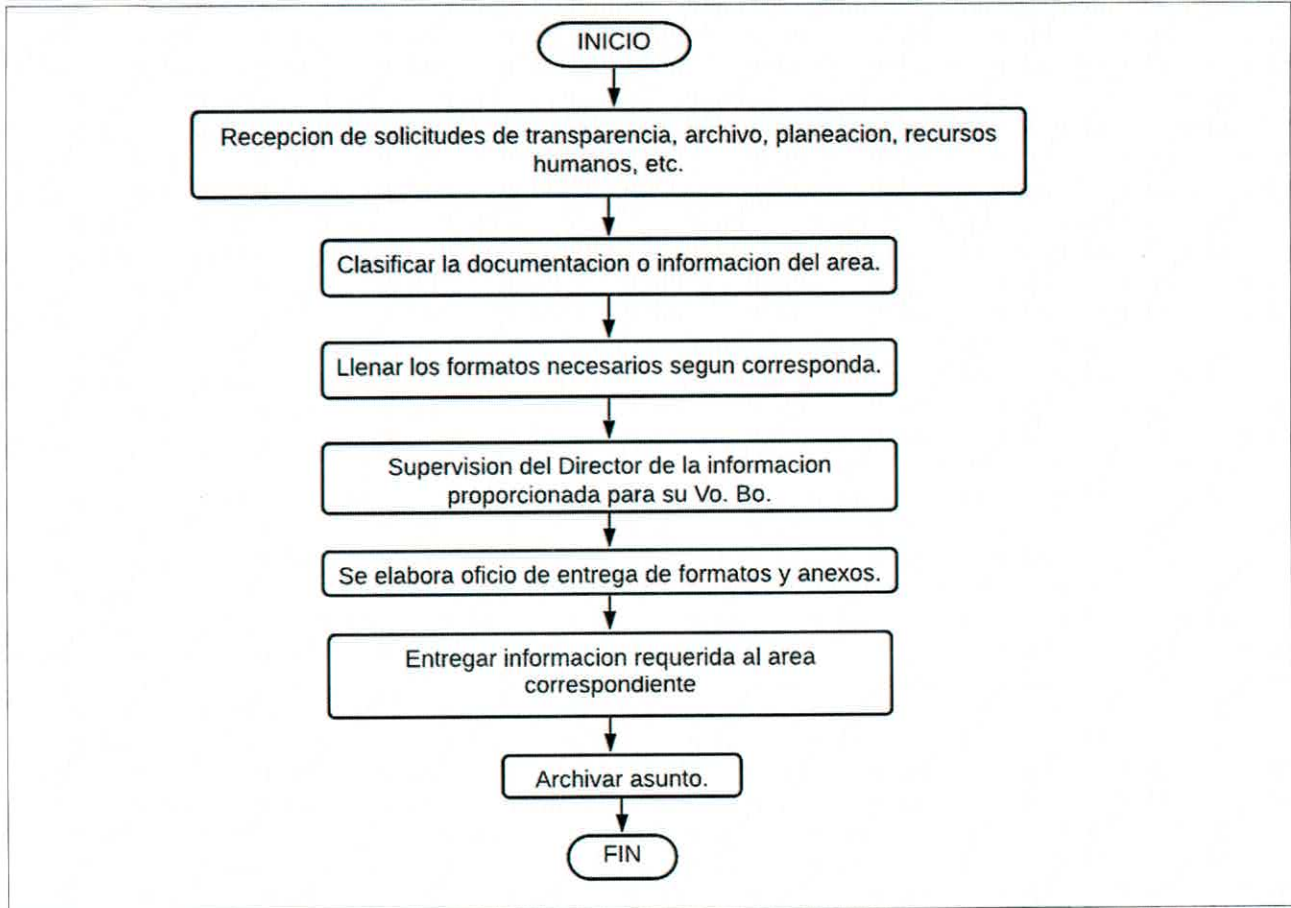 INICIO
Recepcion de solicitudes de transparencia, archivo, planeacion, recursos
humanos, etc.
Clasificar la documentacion o informacion del area.
Llenar los formatos necesarios segun corresponda.
Supervision del Director de la informacion
proporcionada para su Vo. Bo.
Se elabora oficio de entrega de formatos y anexos.
Entregar informacion requerida al area
correspondiente
Archivar asunto.
FIN